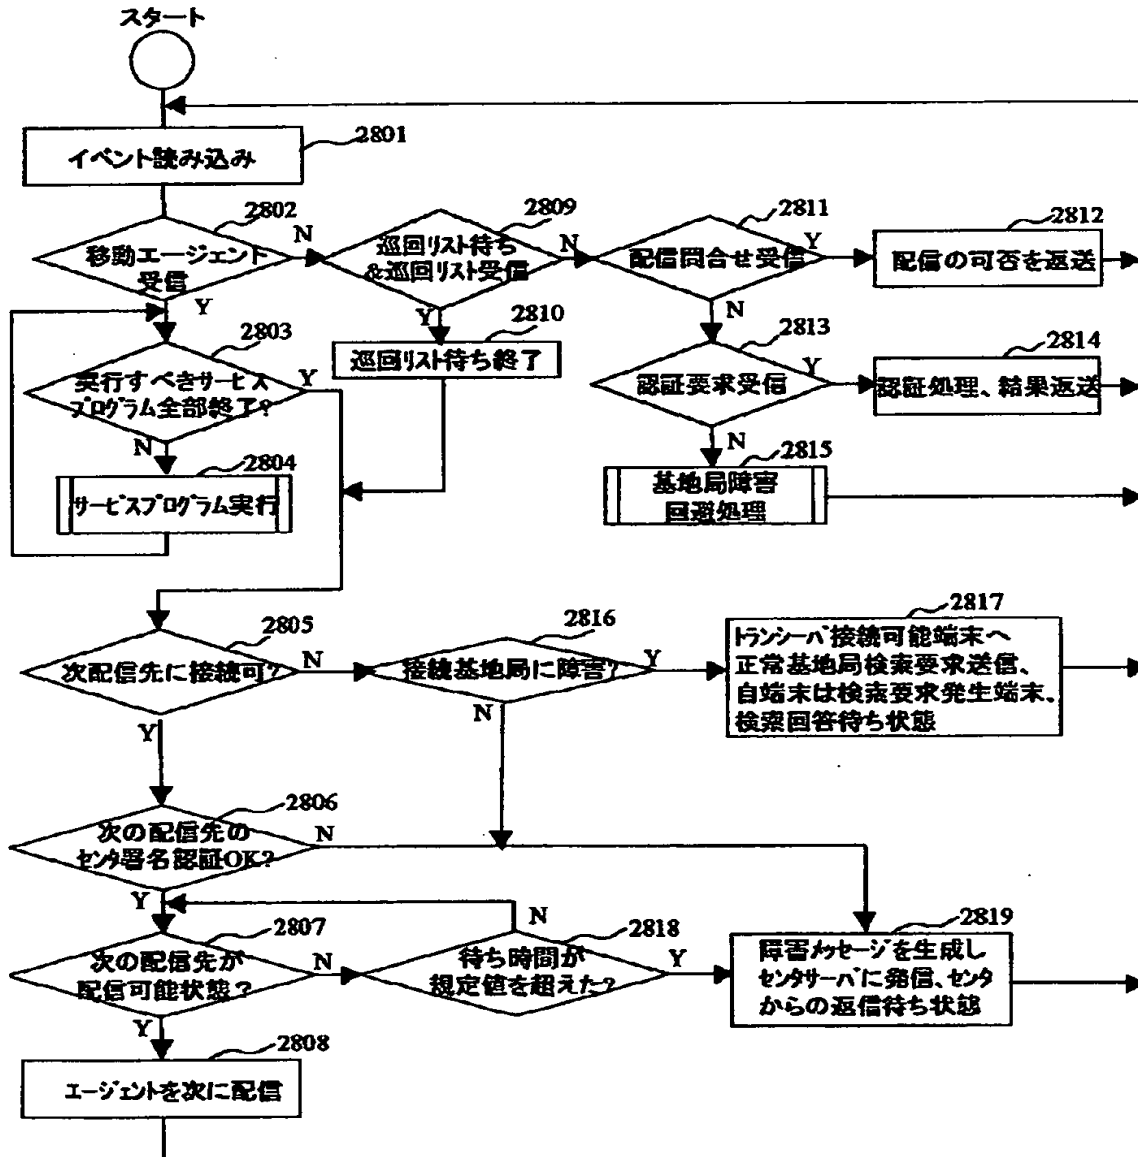 スタート
2801
イベント読み込み
2802
移動エージェント
受信
N
Y
2809
巡回リスト待ち
&巡回リスト受信
N
Y
2811
配信問合せ受信
Y
N
2812
配信の可否を返送
2803
実行すべきサービス
プログラム全部終了?
Y
N
2810
巡回リスト待ち終了
2813
認証要求受信
Y
N
2814
認証処理、結果返送
2804
サービスプログラム実行
2815
基地局障害
回避処理
2805
次配信先に接続可?
N
Y
2816
接続基地局に障害?
Y
N
2817
トランシーバ接続可能端末へ
正常基地局検索要求送信、
自端末は検索要求発生端末、
検索回答待ち状態
2806
次の配信先の
センタ署名認証OK?
N
Y
2807
次の配信先が
配信可能状態?
N
Y
2818
待ち時間が
規定値を超えた?
N
Y
2819
障害メッセージを生成し
センタサーバに発信、センタ
からの返信待ち状態
2808
エージェントを次に配信